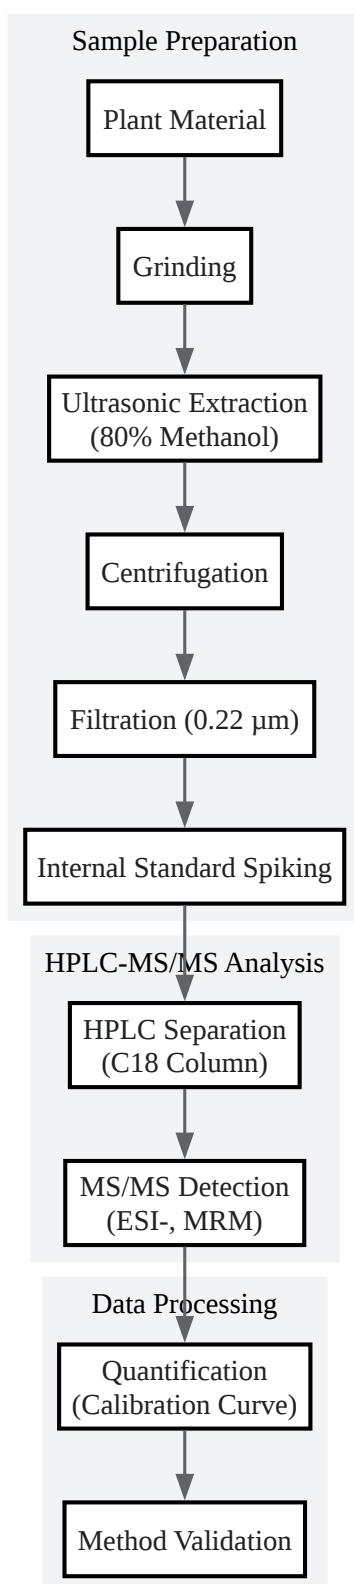 Sample Preparation
Plant Material
Grinding
Ultrasonic Extraction
(80% Methanol)
Centrifugation
Filtration (0.22 µm)
Internal Standard Spiking
HPLC-MS/MS Analysis
HPLC Separation
(C18 Column)
MS/MS Detection
(ESI-, MRM)
Data Processing
Quantification
(Calibration Curve)
Method Validation